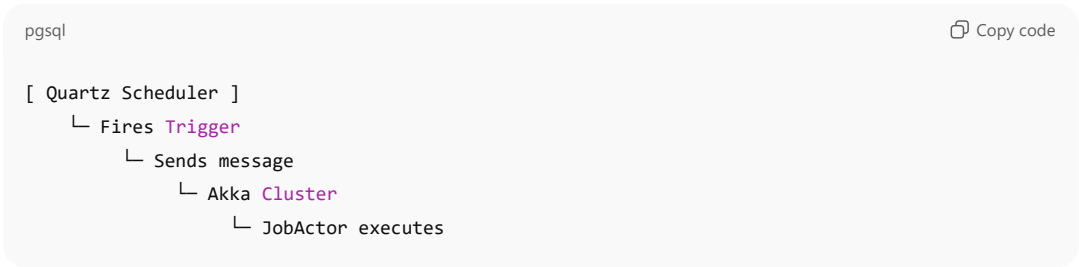 pgsql
Copy code
[ Quartz Scheduler ]
└─ Fires Trigger
└─ Sends message
└─ Akka Cluster
└─ JobActor executes